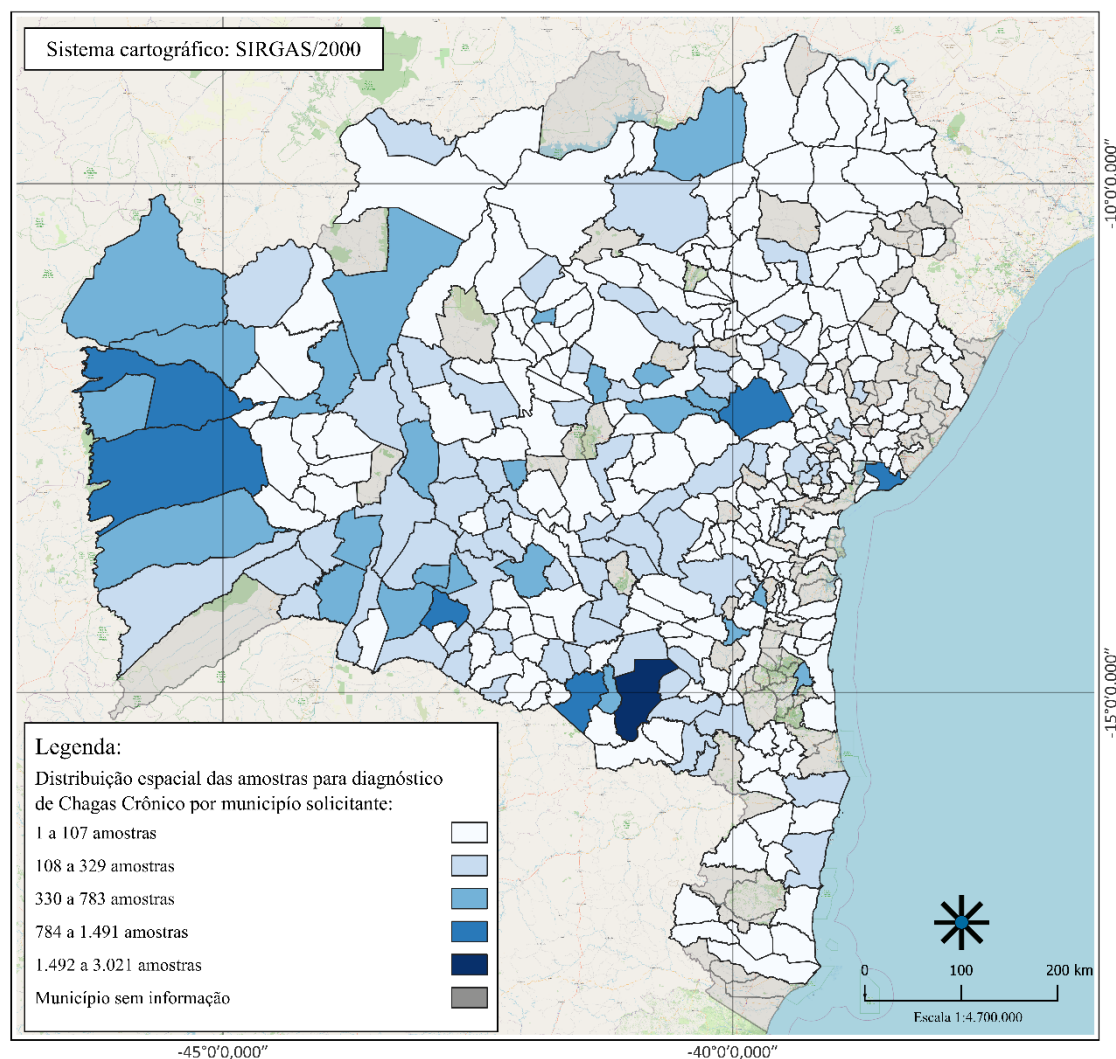 Sistema cartográfico: SIRGAS/2000
-10°0'0,000"
-15°0'0,000"
Legenda:
Distribuição espacial das amostras para diagnóstico
de Chagas Crônico por município solicitante:
1 a 107 amostras
108 a 329 amostras
330 a 783 amostras
784 a 1.491 amostras
1.492 a 3.021 amostras
Município sem informação
0 100 200 km
Escala 1:4.700.000
-45°0'0,000"
-40°0'0,000"